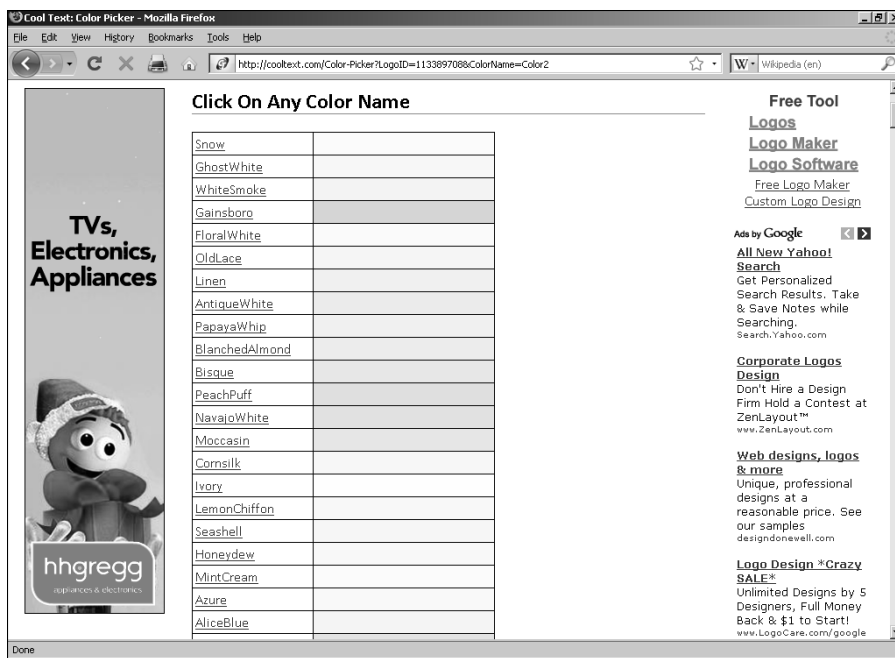 Cool Text: Color Picker - Mozilla Firefox
File Edit View History Bookmarks Tools Help
http://cooltext.com/Color-Picker?LogoID=1133897088&ColorName=Color2
W Wikipedia (en)
TVs,
Electronics,
Appliances
hhgregg
appliances & electronics
Click On Any Color Name
Snow
GhostWhite
WhiteSmoke
Gainsboro
FloralWhite
OldLace
Linen
AntiqueWhite
PapayaWhip
BlanchedAlmond
Bisque
PeachPuff
NavajoWhite
Moccasin
Cornsilk
Ivory
LemonChiffon
Seashell
Honeydew
MintCream
Azure
AliceBlue
Free Tool
Logos
Logo Maker
Logo Software
Free Logo Maker
Custom Logo Design
Ads by Google
All New Yahoo!
Search
Get Personalized
Search Results. Take
& Save Notes while
Searching.
Search.Yahoo.com
Corporate Logos
Design
Don't Hire a Design
Firm Hold a Contest at
ZenLayout™
www.ZenLayout.com
Web designs, logos
& more
Unique, professional
designs at a
reasonable price. See
our samples
designdonewell.com
Logo Design *Crazy
SALE*
Unlimited Designs by 5
Designers, Full Money
Back & $1 to Start!
www.LogoCare.com/google
Done